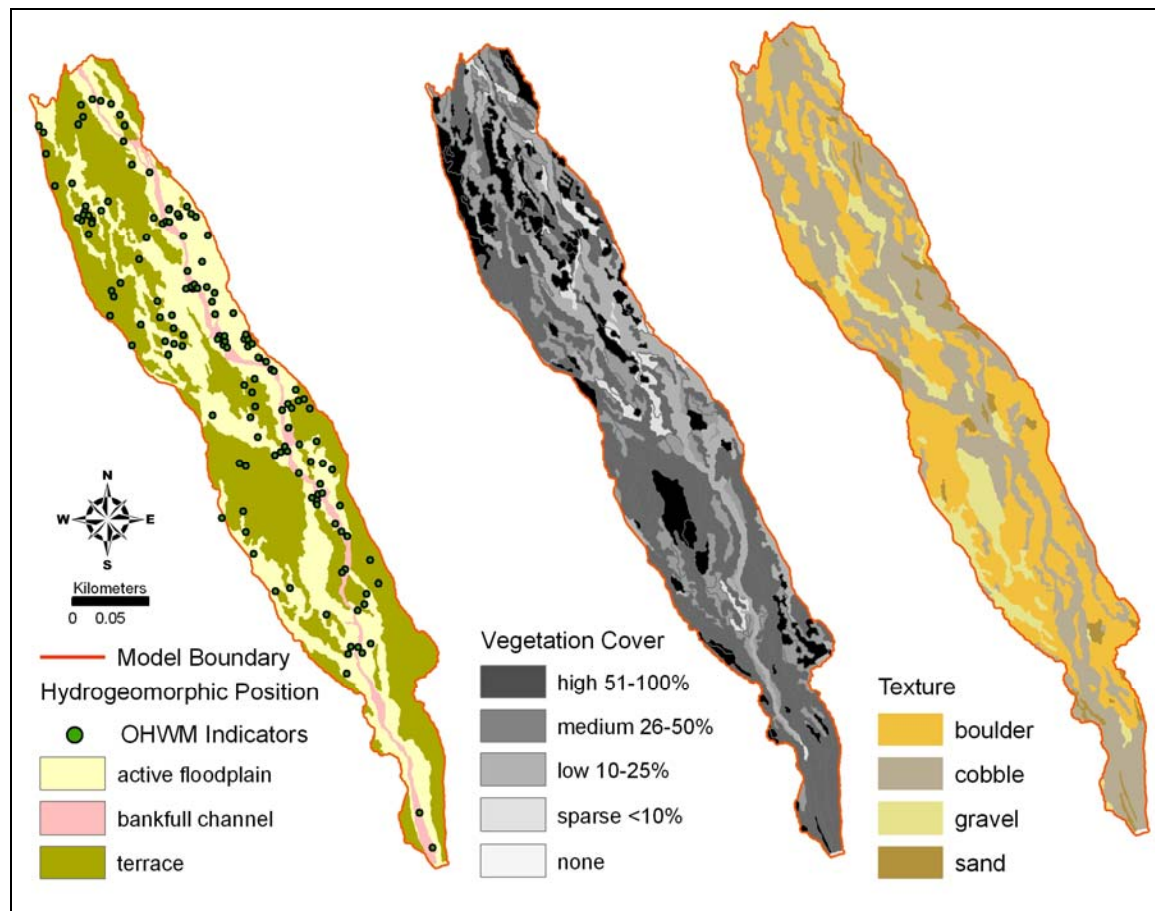 N
W E
S
Kilometers
0 0.05
Model Boundary
Hydrogeomorphic Position
OHWM Indicators
active floodplain
bankfull channel
terrace
Vegetation Cover
high 51-100%
medium 26-50%
low 10-25%
sparse <10%
none
Texture
boulder
cobble
gravel
sand